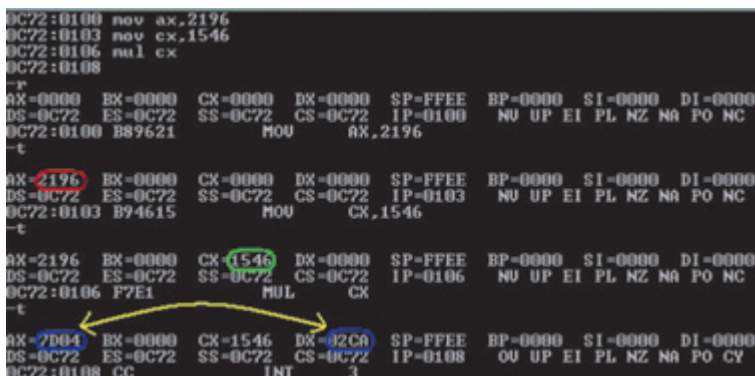 0C72:0100 mov ax,2196
0C72:0103 mov cx,1546
0C72:0106 mul cx
0C72:0108
-r
AX=0000 BX=0000 CX=0000 DX=0000 SP=FFEE BP=0000 SI=0000 DI=0000
DS=0C72 ES=0C72 SS=0C72 CS=0C72 IP=0100 NV UP EI PL NZ NA PO NC
0C72:0100 B89621 MOV AX,2196
-t
AX=2196 BX=0000 CX=0000 DX=0000 SP=FFEE BP=0000 SI=0000 DI=0000
DS=0C72 ES=0C72 SS=0C72 CS=0C72 IP=0103 NV UP EI PL NZ NA PO NC
0C72:0103 B94615 MOV CX,1546
-t
AX=2196 BX=0000 CX=1546 DX=0000 SP=FFEE BP=0000 SI=0000 DI=0000
DS=0C72 ES=0C72 SS=0C72 CS=0C72 IP=0106 NV UP EI PL NZ NA PO NC
0C72:0106 F7E1 MUL CX
-t
AX=7D04 BX=0000 CX=1546 DX=02CA SP=FFEE BP=0000 SI=0000 DI=0000
DS=0C72 ES=0C72 SS=0C72 CS=0C72 IP=0108 OV UP EI PL NZ NA PO CY
0C72:0108 CC INT 3